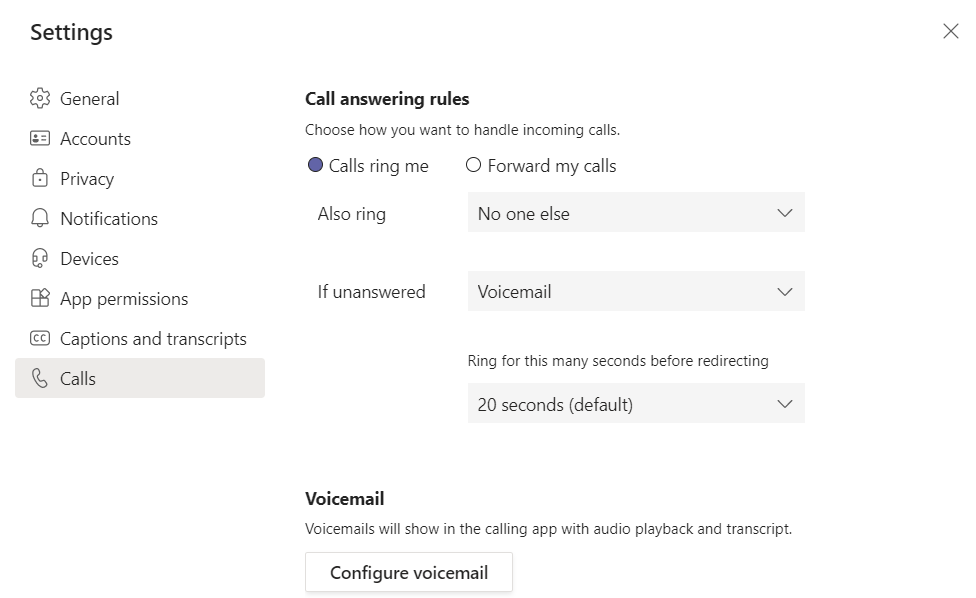 Settings
General
Accounts
Privacy
Notifications
Devices
App permissions
CC Captions and transcripts
Calls
Call answering rules
Choose how you want to handle incoming calls.
Calls ring me Forward my calls
Also ring No one else
If unanswered Voicemail
Ring for this many seconds before redirecting
20 seconds (default)
Voicemail
Voicemails will show in the calling app with audio playback and transcript.
Configure voicemail